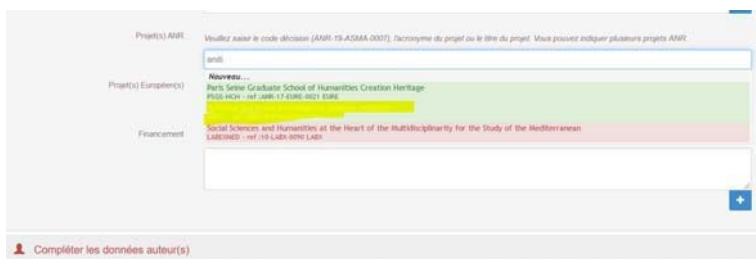 Projet(s) ANR
Veuillez saisir le code décision (ANR-19-ASMA-0007), l'acronyme du projet ou le titre du projet. Vous pouvez indiquer plusieurs projets ANR.
aniti
Projet(s) Européen(s)
Nouveau...
Paris Seine Graduate School of Humanities Creation Heritage
PSGS-HCH - ref :ANR-17-EURE-0021 EURE
Financement
Social Sciences and Humanities at the Heart of the Multidisciplinarity for the Study of the Mediterranean
LABEXMED - ref :10-LABX-0090 LABX
+
Compléter les données auteur(s)